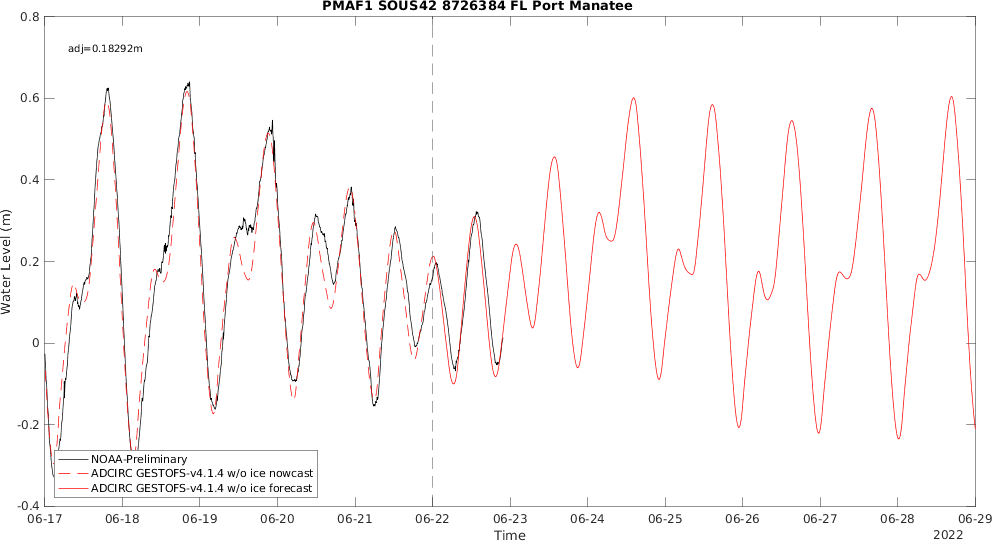 PMAF1 SOUS42 8726384 FL Port Manatee
adj=0.18292m
Water Level (m)
0.8
0.6
0.4
0.2
0
-0.2
-0.4
NOAA-Preliminary
ADCIRC GESTOFS-v4.1.4 w/o ice nowcast
ADCIRC GESTOFS-v4.1.4 w/o ice forecast
06-17 06-18 06-19 06-20 06-21 06-22 06-23 06-24 06-25 06-26 06-27 06-28 06-29
Time
2022